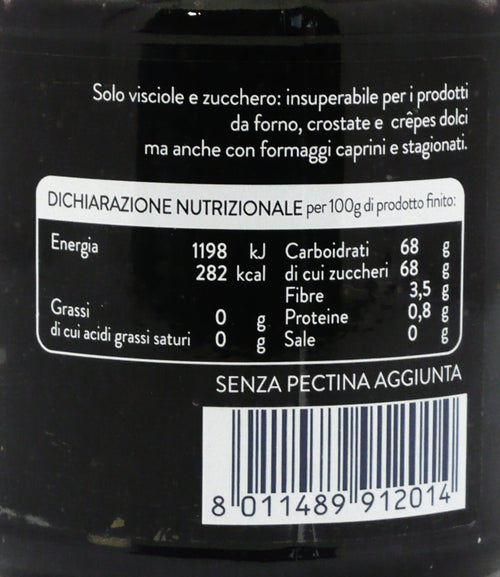 Solo visciole e zucchero: insuperabile per i prodotti
da forno, crostate e crêpes dolci
ma anche con formaggi caprini e stagionati.
DICHIARAZIONE NUTRIZIONALE per 100g di prodotto finito:
Energia 1198 kJ Carboidrati 68 g
282 kcal di cui zuccheri 68 g
Fibre 3,5 g
Grassi 0 g Proteine 0,8 g
di cui acidi grassi saturi 0 g Sale 0 g
SENZA PECTINA AGGIUNTA
8 011489 912014